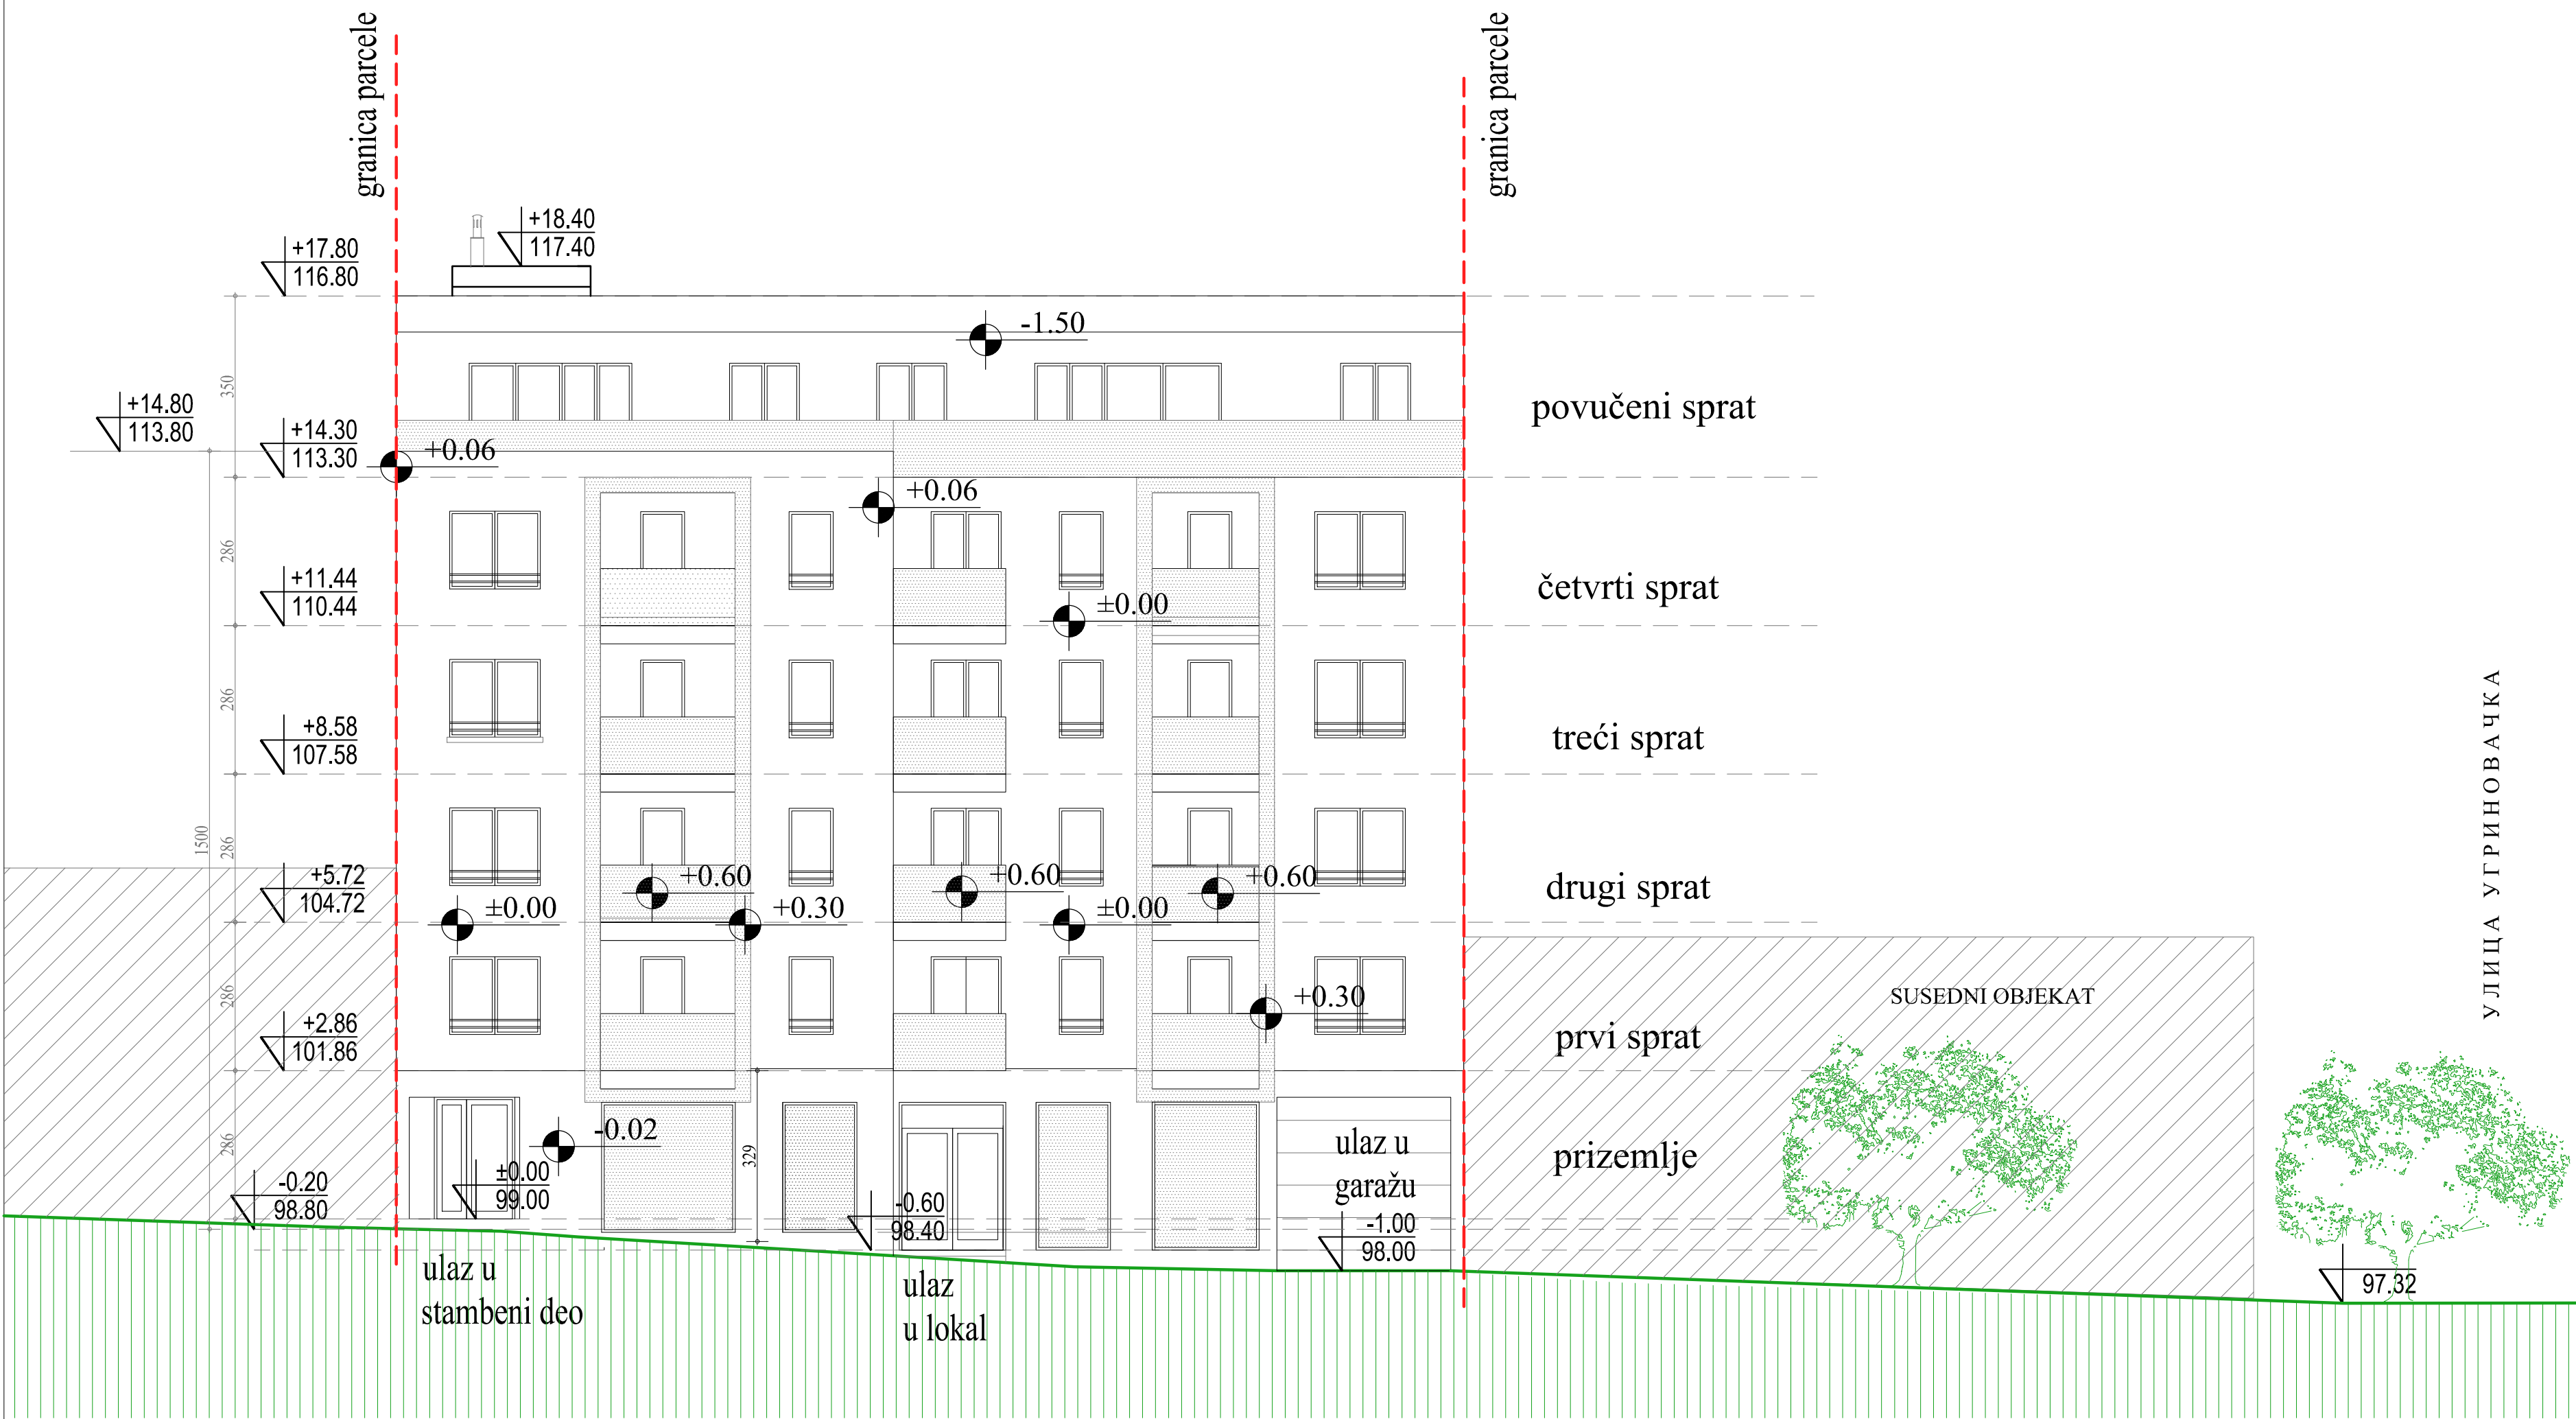 granica parcele
granica parcele
+18.40
117.40
+17.80
116.80
-1.50
350
povučeni sprat
+14.80
113.80
+14.30
113.30
+0.06
+0.06
286
+11.44
110.44
četvrti sprat
±0.00
286
+8.58
107.58
treći sprat
УЛИЦА УГРИНОВАЧКА
1500
286
+5.72
104.72
+0.60
+0.60
+0.60
drugi sprat
±0.00
+0.30
±0.00
286
+0.30
SUSEDNI OBJEKAT
+2.86
101.86
prvi sprat
286
-0.02
329
ulaz u
garažu
prizemlje
-0.20
98.80
±0.00
99.00
-0.60
98.40
-1.00
98.00
97.32
ulaz u
stambeni deo
ulaz
u lokal